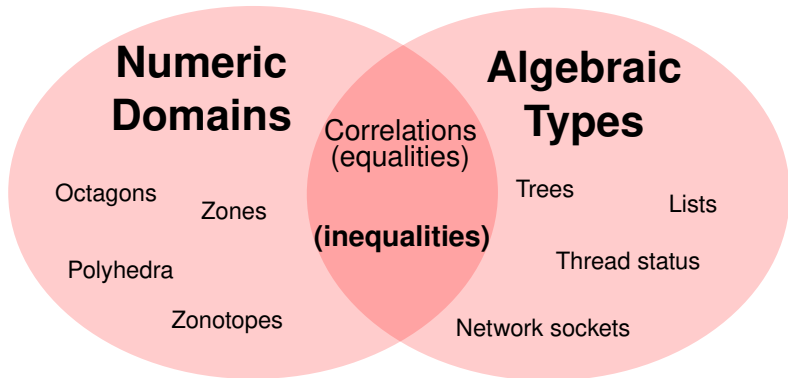 Numeric
Domains
Octagons
Zones
Polyhedra
Zonotopes
Correlations
(equalities)
(inequalities)
Algebraic
Types
Trees
Lists
Thread status
Network sockets